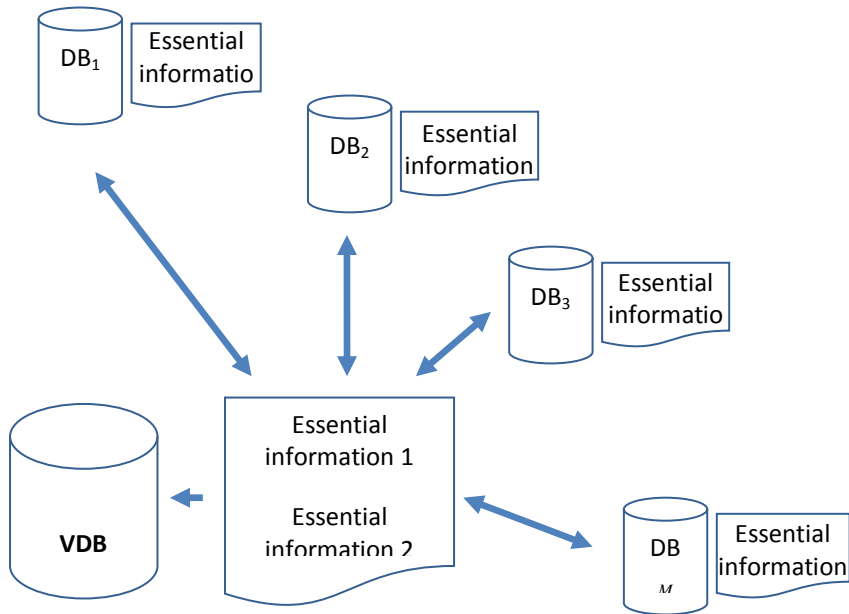 DB₁
Essential
informatio
DB₂
Essential
information
DB₃
Essential
informatio
Essential
information 1
Essential
information 2
VDB
DB
M
Essential
information